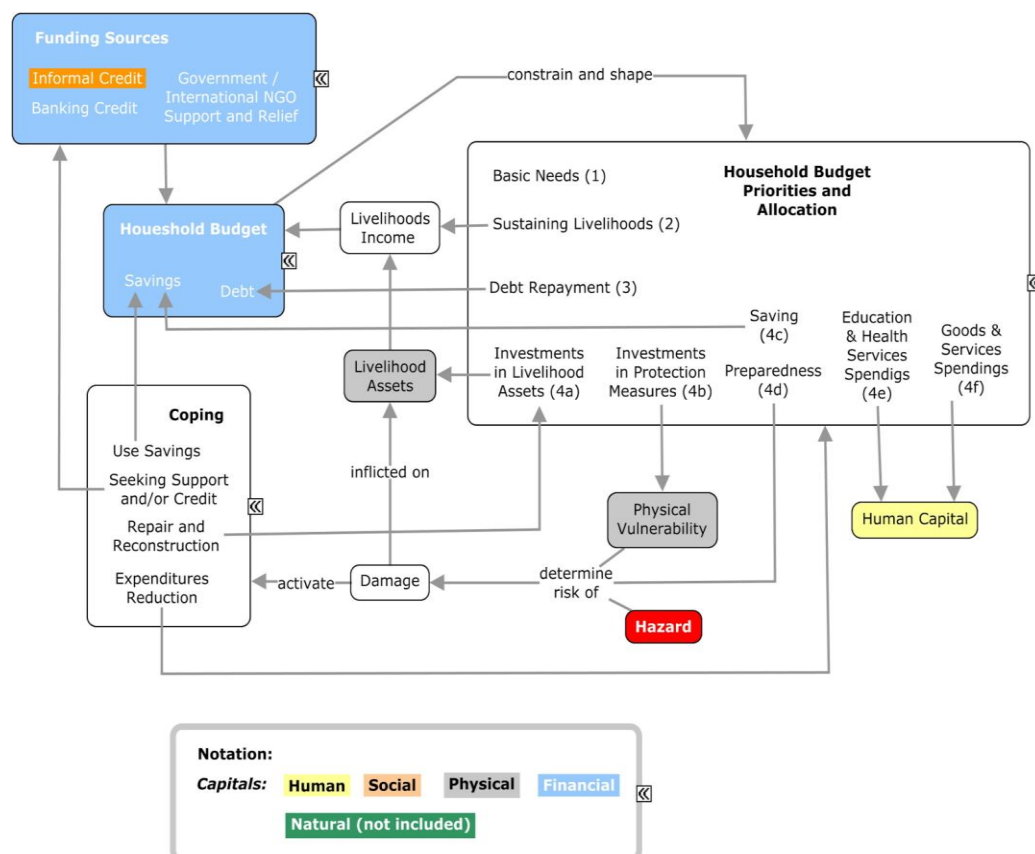 Funding Sources
Informal Credit
Banking Credit
Government /
International NGO
Support and Relief
constrain and shape
Household Budget
Priorities and
Allocation
Basic Needs (1)
Sustaining Livelihoods (2)
Debt Repayment (3)
Saving
(4c)
Education
& Health
Services
Spendigs
(4e)
Goods &
Services
Spendings
(4f)
Investments
in Livelihood
Assets (4a)
Investments
in Protection
Measures (4b)
Preparedness
(4d)
Houeshold Budget
Savings
Debt
Livelihoods
Income
Livelihood
Assets
Coping
Use Savings
Seeking Support
and/or Credit
Repair and
Reconstruction
Expenditures
Reduction
inflicted on
activate
Damage
Physical
Vulnerability
determine
risk of
Hazard
Human Capital
Notation:
Capitals:
Human
Social
Physical
Financial
Natural (not included)